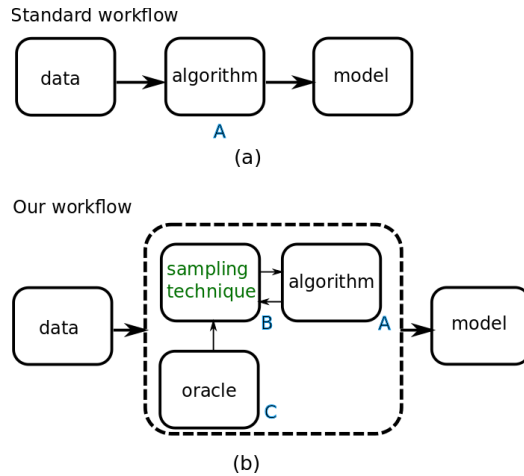 Standard workflow
data
algorithm
model
A
(a)
Our workflow
sampling
technique
algorithm
data
model
B
A
oracle
C
(b)